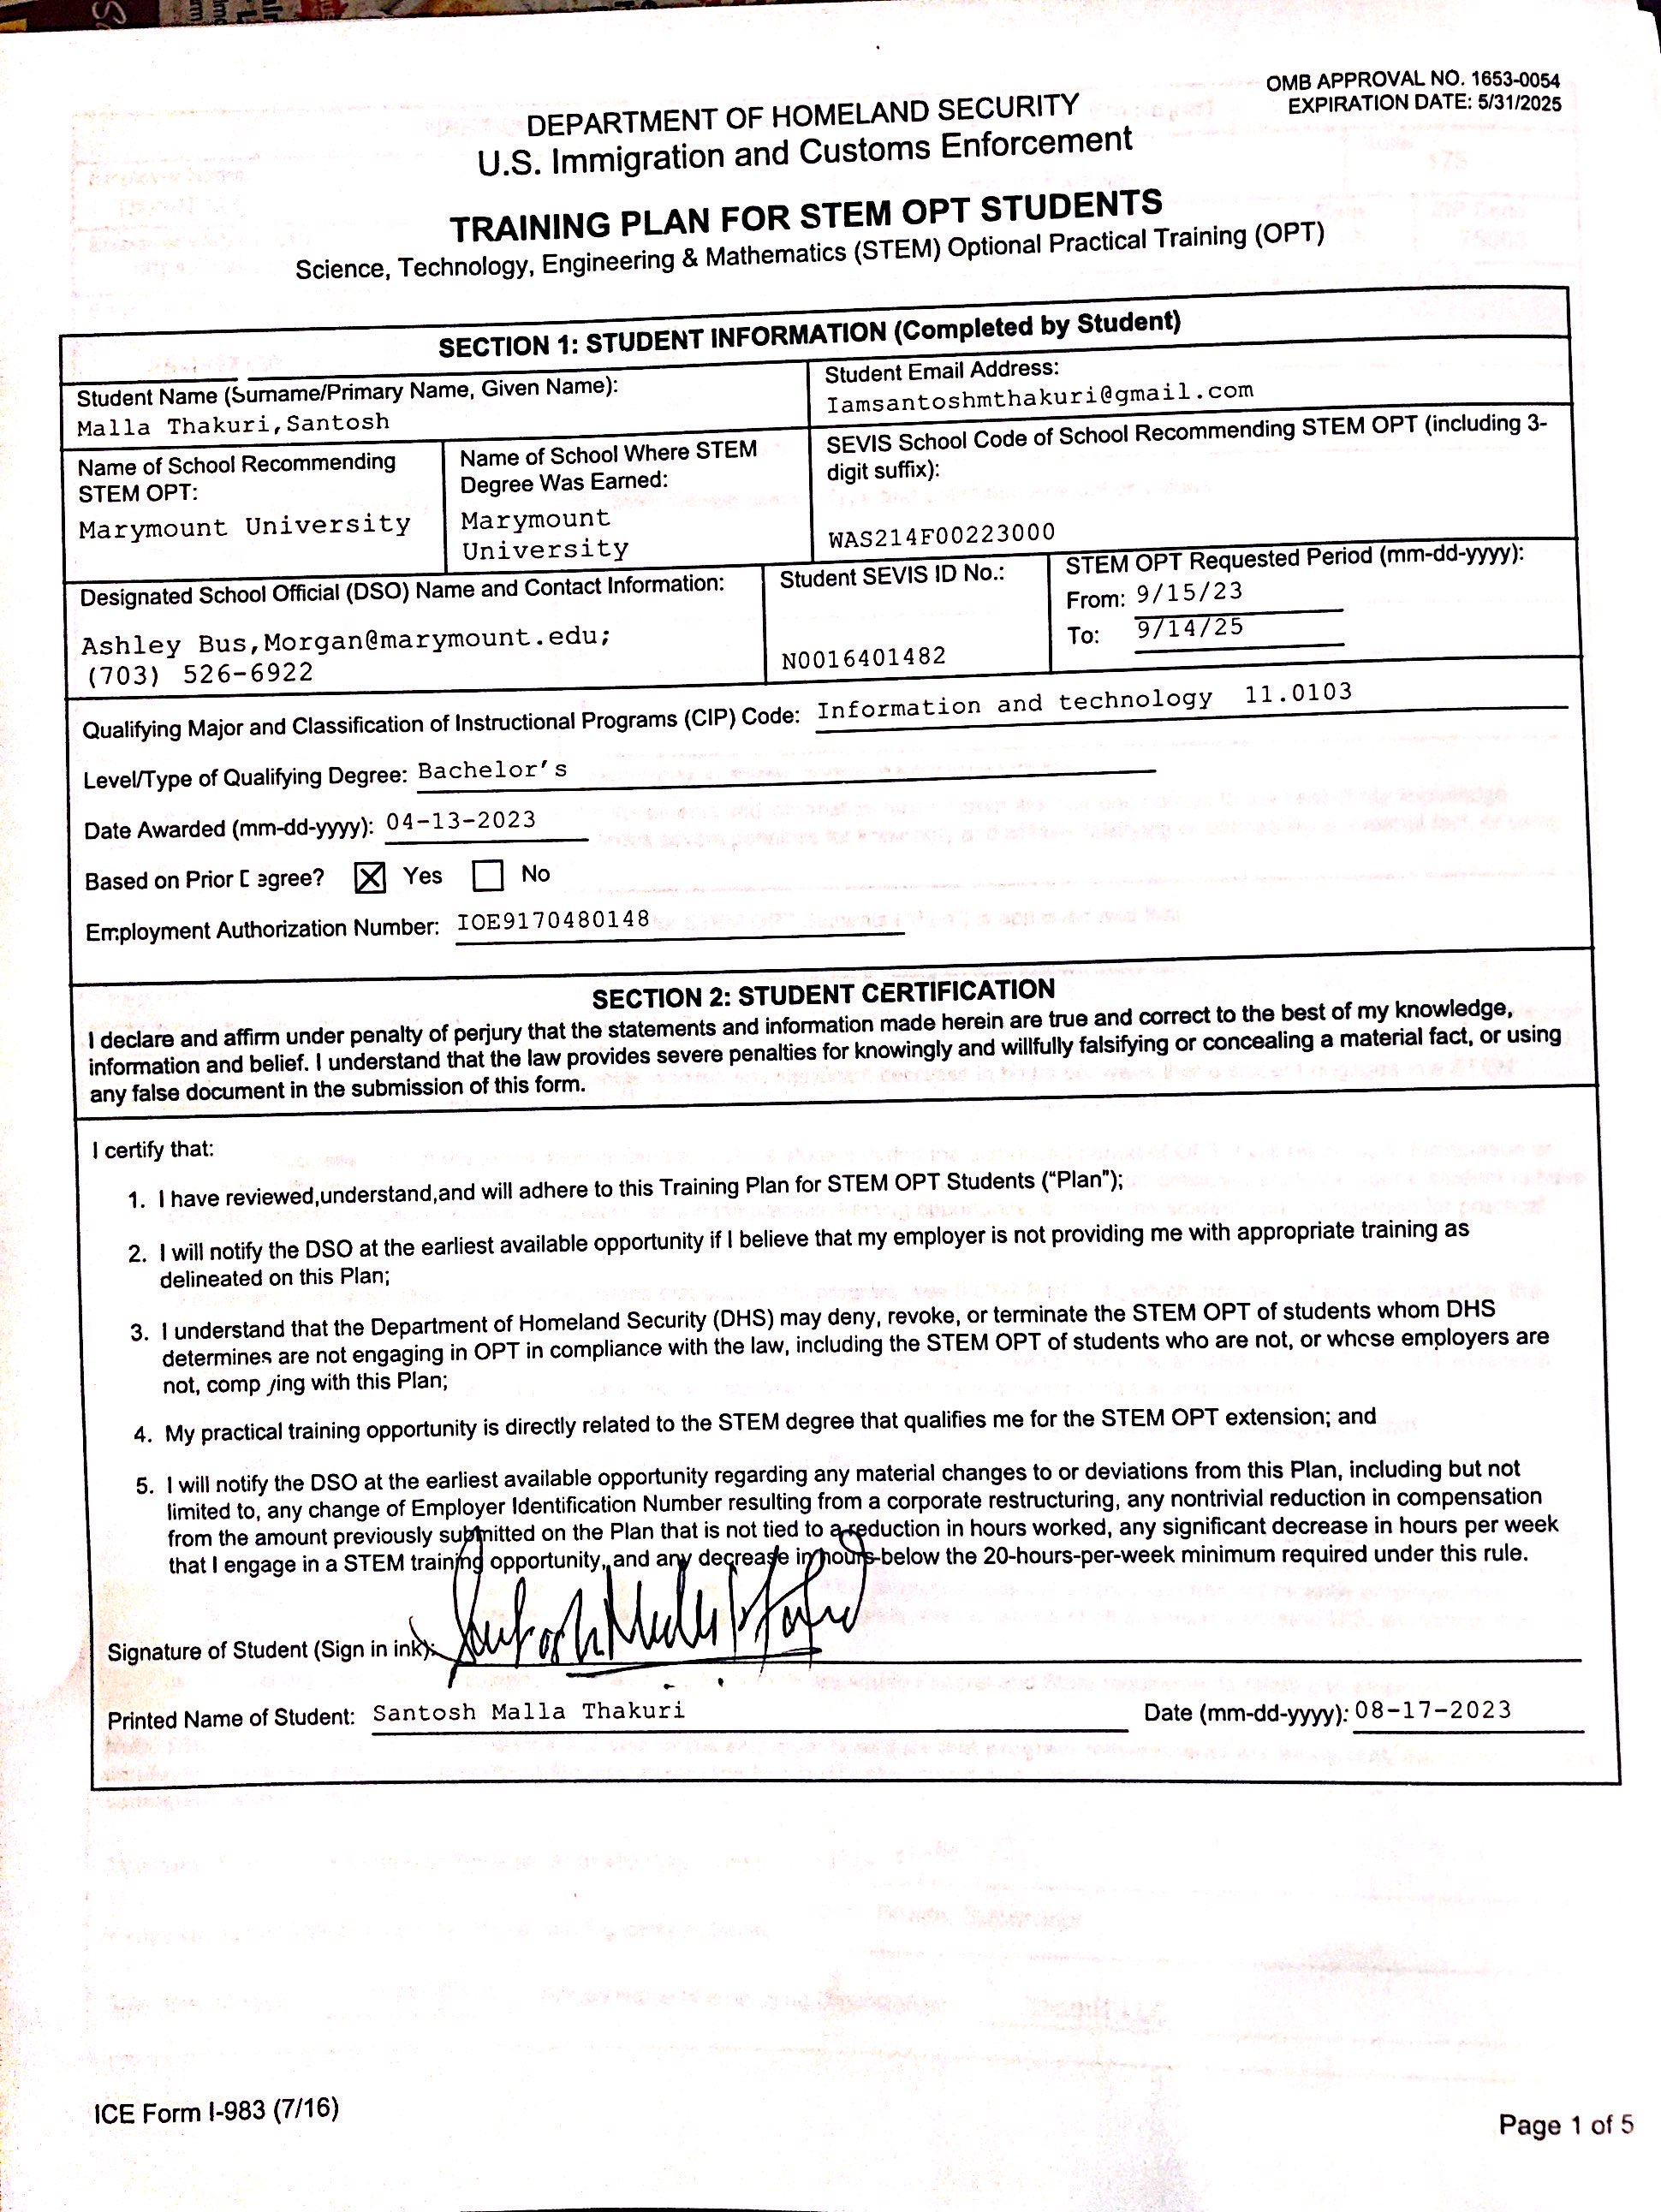 OMB APPROVAL NO. 1653-0054
EXPIRATION DATE: 5/31/2025
DEPARTMENT OF HOMELAND SECURITY
U.S. Immigration and Customs Enforcement
TRAINING PLAN FOR STEM OPT STUDENTS
Science, Technology, Engineering & Mathematics (STEM) Optional Practical Training (OPT)
SECTION 1: STUDENT INFORMATION (Completed by Student)
Student Name (Surname/Primary Name, Given Name):
Malla Thakuri,Santosh
Student Email Address:
Iamsantoshmthakuri@gmail.com
Name of School Recommending
STEM OPT:
Marymount University
Name of School Where STEM
Degree Was Earned:
Marymount
University
SEVIS School Code of School Recommending STEM OPT (including 3-
digit suffix):
WAS214F00223000
Designated School Official (DSO) Name and Contact Information:
Ashley Bus,Morgan@marymount.edu;
(703) 526-6922
Student SEVIS ID No.:
N0016401482
STEM OPT Requested Period (mm-dd-yyyy):
From: 9/15/23
To: 9/14/25
Qualifying Major and Classification of Instructional Programs (CIP) Code: Information and technology 11.0103
Level/Type of Qualifying Degree: Bachelor's
Date Awarded (mm-dd-yyyy): 04-13-2023
Based on Prior D egree? Yes No
Employment Authorization Number: IOE9170480148
SECTION 2: STUDENT CERTIFICATION
I declare and affirm under penalty of perjury that the statements and information made herein are true and correct to the best of my knowledge,
information and belief. I understand that the law provides severe penalties for knowingly and willfully falsifying or concealing a material fact, or using
any false document in the submission of this form.
I certify that:
1. I have reviewed,understand,and will adhere to this Training Plan for STEM OPT Students (“Plan”);
2. I will notify the DSO at the earliest available opportunity if I believe that my employer is not providing me with appropriate training as
delineated on this Plan;
3. I understand that the Department of Homeland Security (DHS) may deny, revoke, or terminate the STEM OPT of students whom DHS
determines are not engaging in OPT in compliance with the law, including the STEM OPT of students who are not, or whose employers are
not, complying with this Plan;
4. My practical training opportunity is directly related to the STEM degree that qualifies me for the STEM OPT extension; and
5. I will notify the DSO at the earliest available opportunity regarding any material changes to or deviations from this Plan, including but not
limited to, any change of Employer Identification Number resulting from a corporate restructuring, any nontrivial reduction in compensation
from the amount previously submitted on the Plan that is not tied to a reduction in hours worked, any significant decrease in hours per week
that I engage in a STEM training opportunity, and any decrease in hours below the 20-hours-per-week minimum required under this rule.
Signature of Student (Sign in ink):
Printed Name of Student: Santosh Malla Thakuri
Date (mm-dd-yyyy): 08-17-2023
ICE Form I-983 (7/16)
Page 1 of 5